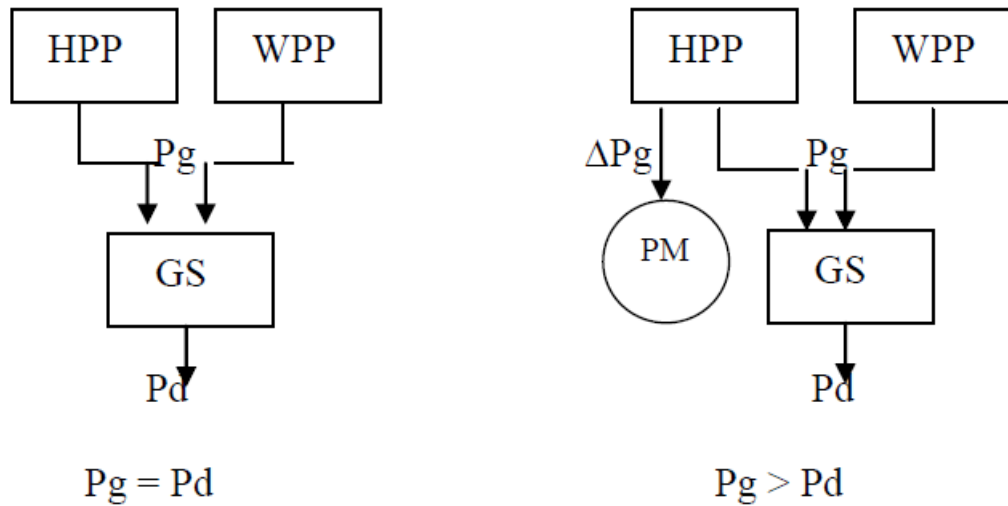 HPP WPP
Pg
GS
Pd
Pg = Pd
HPP WPP
ΔPg Pg
PM GS
Pd
Pg > Pd